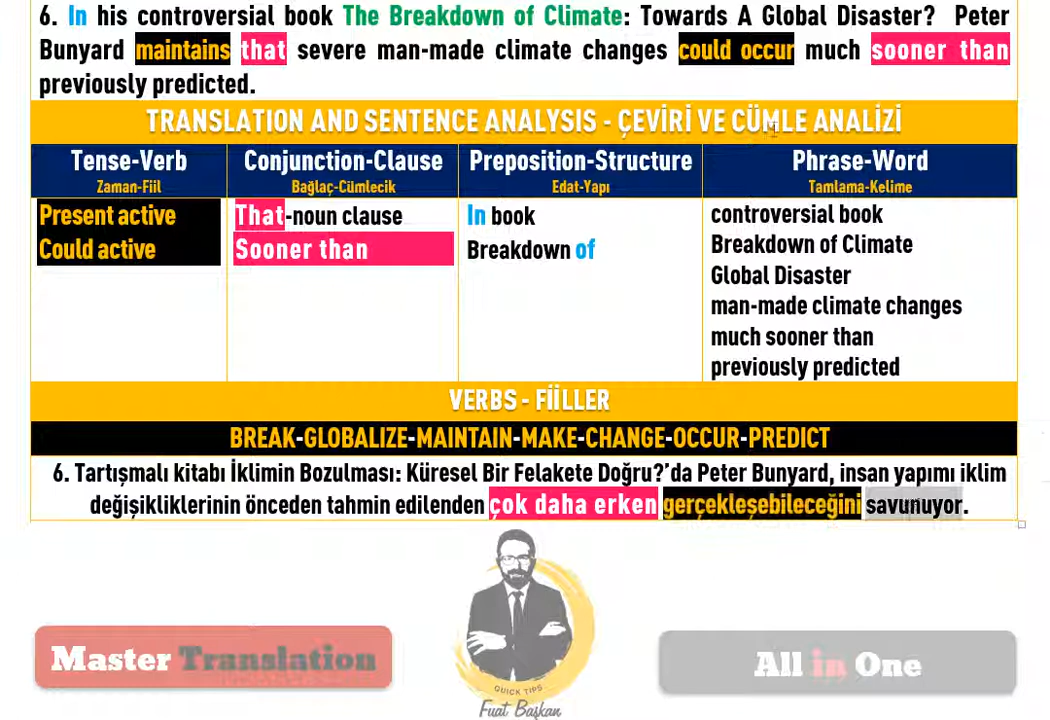 6. In his controversial book The Breakdown of Climate: Towards A Global Disaster? Peter
Bunyard maintains that severe man-made climate changes could occur much sooner than
previously predicted.
TRANSLATION AND SENTENCE ANALYSIS - ÇEVİRİ VE CÜMLE ANALİZİ
Tense-Verb Conjunction-Clause Preposition-Structure Phrase-Word
Zaman-Fiil Bağlaç-Cümlecik Edat-Yapı Tamlama-Kelime
Present active
Could active
That-noun clause
Sooner than
In book
Breakdown of
controversial book
Breakdown of Climate
Global Disaster
man-made climate changes
much sooner than
previously predicted
VERBS - FİİLLER
BREAK-GLOBALIZE-MAINTAIN-MAKE-CHANGE-OCCUR-PREDICT
6. Tartışmalı kitabı İklimin Bozulması: Küresel Bir Felakete Doğru?'da Peter Bunyard, insan yapımı iklim
değişikliklerinin önceden tahmin edilenden çok daha erken gerçekleşebileceğini savunuyor.
Master Translation
QUICK TIPS
Fuat Başkan
All in One